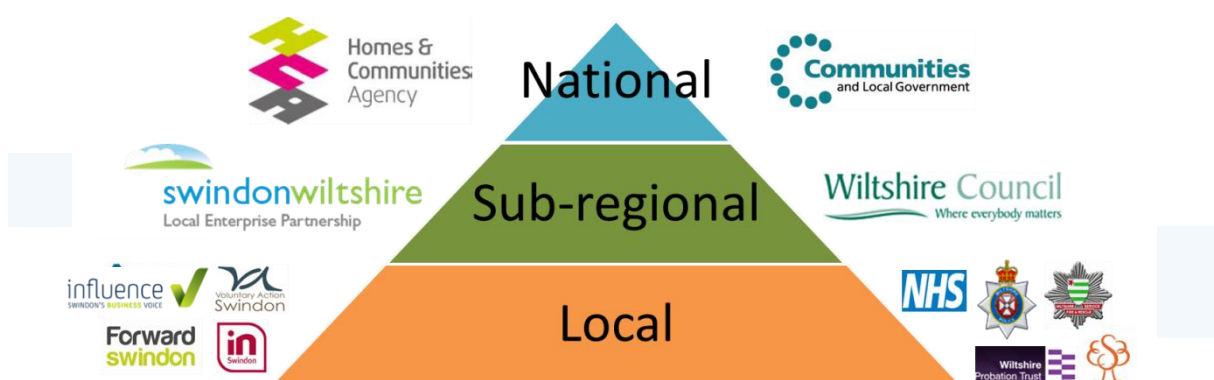 Homes &
Communities
Agency
National
Communities
and Local Government
swindonwiltshire
Local Enterprise Partnership
Sub-regional
Wiltshire Council
Where everybody matters
influence
SWINDON'S BUSINESS VOICE
Voluntary Action
Swindon
Forward
swindon
in
Swindon
Local
NHS
Wiltshire
Probation Trust